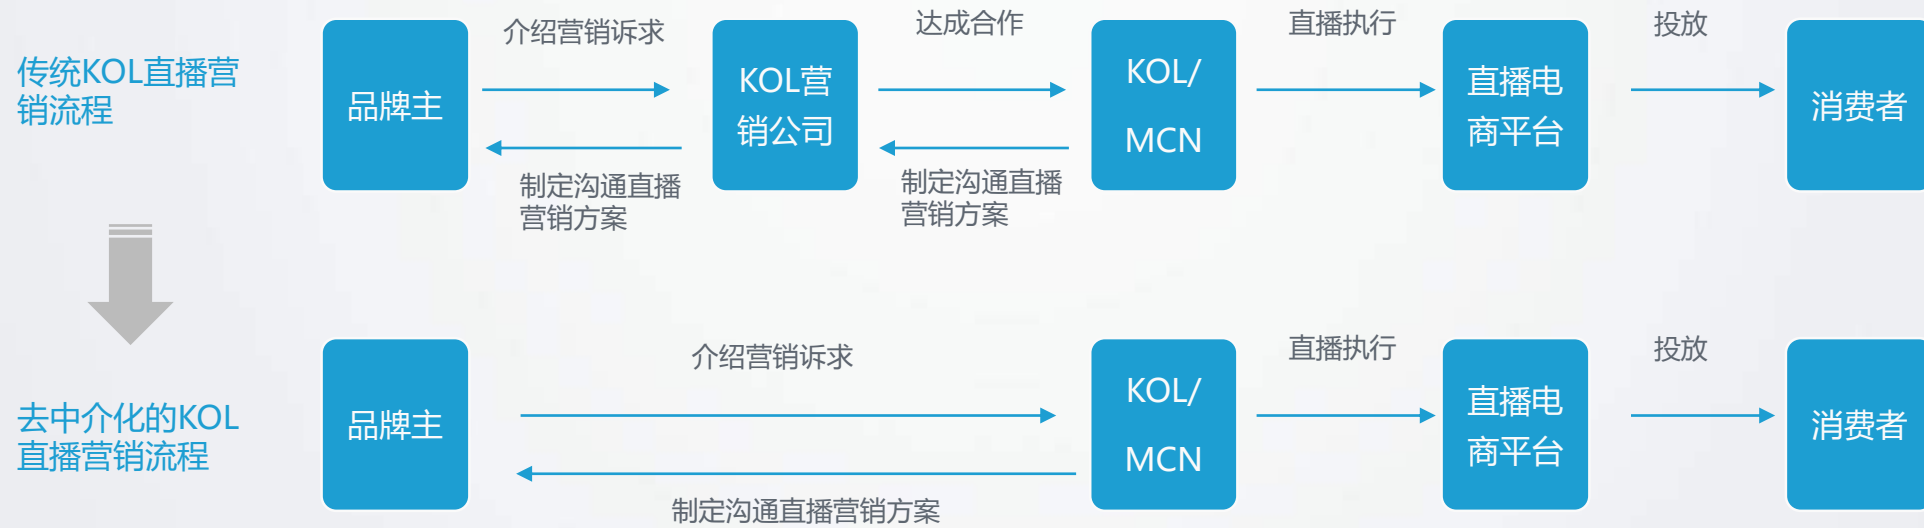 介绍营销诉求
达成合作
直播执行
投放
传统KOL直播营
销流程
品牌主
KOL营
销公司
KOL/
MCN
直播电
商平台
消费者
制定沟通直播
营销方案
制定沟通直播
营销方案
介绍营销诉求
直播执行
投放
去中介化的KOL
直播营销流程
品牌主
KOL/
MCN
直播电
商平台
消费者
制定沟通直播营销方案